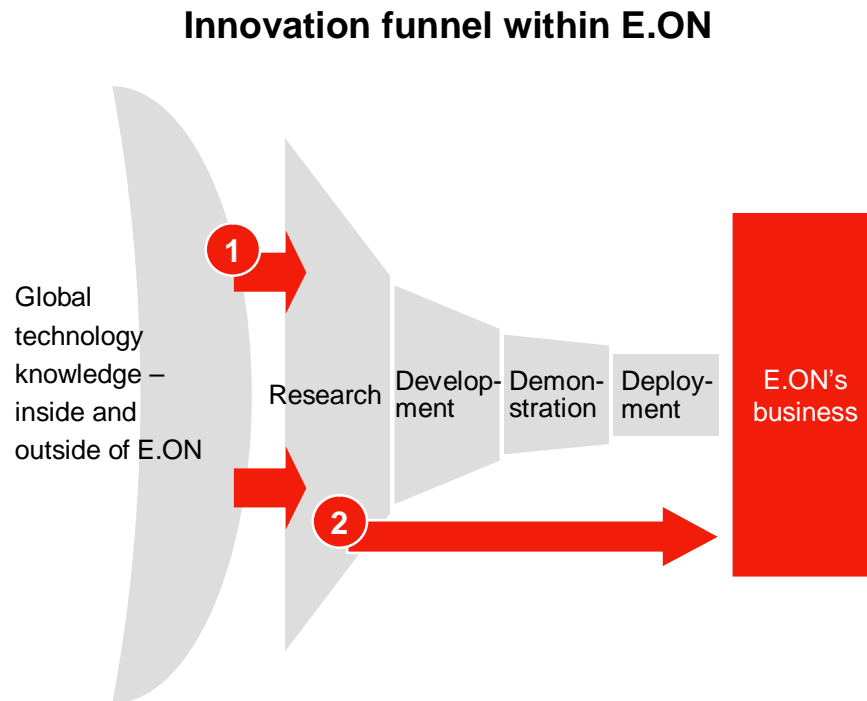 Innovation funnel within E.ON
1
Global
technology
knowledge –
inside and
outside of E.ON
Research
Develop-
ment
Demon-
stration
Deploy-
ment
E.ON's
business
2